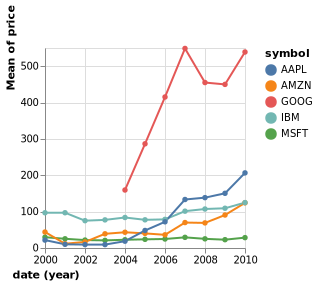 Mean of price
500
400
300
200
100
0
2000 2002 2004 2006 2008 2010
date (year)
symbol
AAPL
AMZN
GOOG
IBM
MSFT